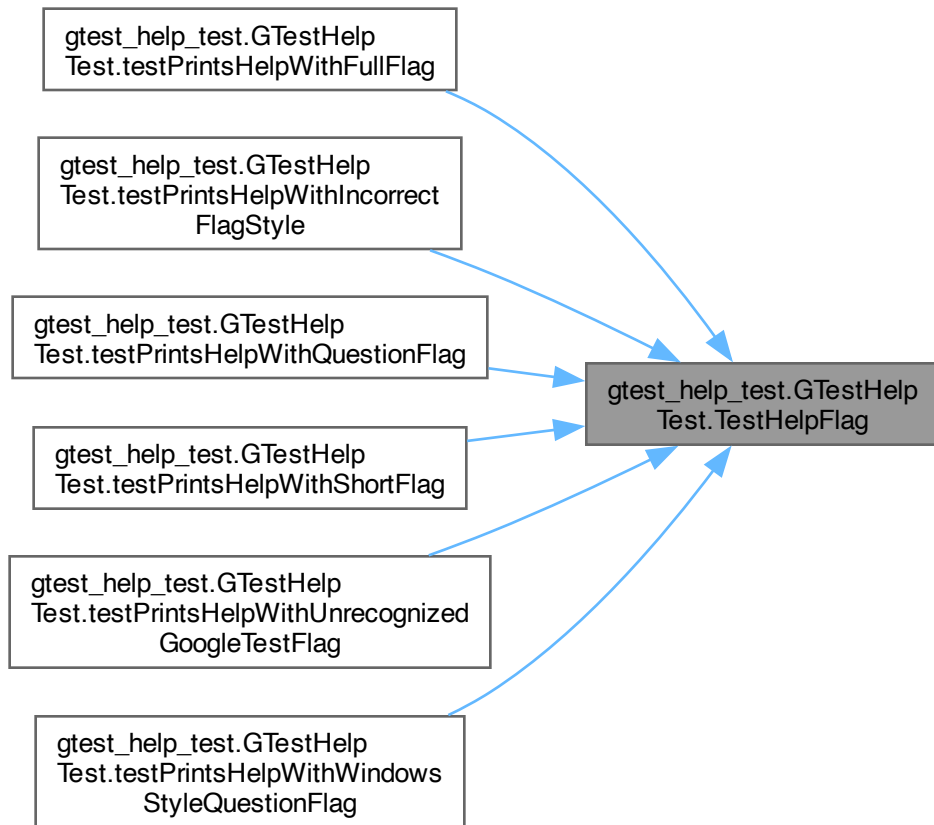 gtest_help_test.GTestHelp
Test.testPrintsHelpWithFullFlag
gtest_help_test.GTestHelp
Test.testPrintsHelpWithIncorrect
FlagStyle
gtest_help_test.GTestHelp
Test.testPrintsHelpWithQuestionFlag
gtest_help_test.GTestHelp
Test.TestHelpFlag
gtest_help_test.GTestHelp
Test.testPrintsHelpWithShortFlag
gtest_help_test.GTestHelp
Test.testPrintsHelpWithUnrecognized
GoogleTestFlag
gtest_help_test.GTestHelp
Test.testPrintsHelpWithWindows
StyleQuestionFlag